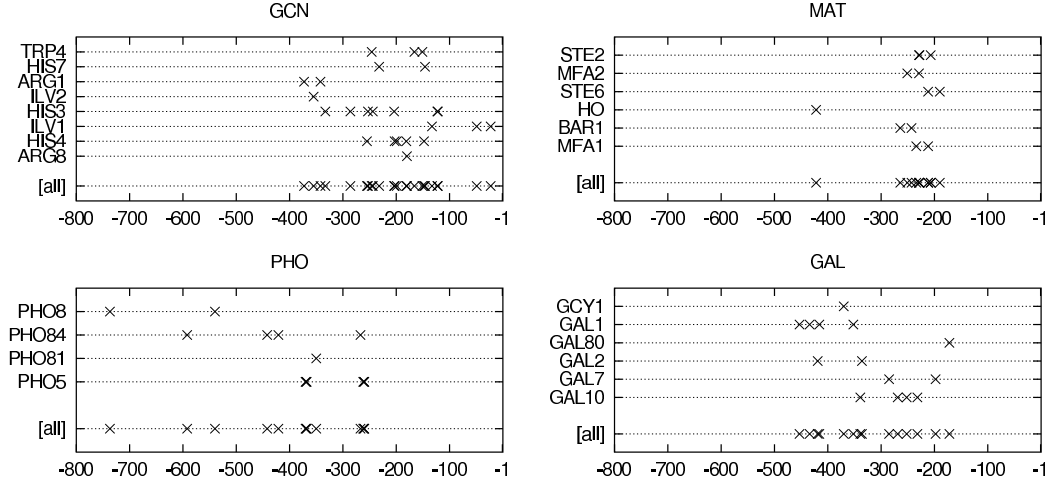 GCN
TRP4
HIS7
ARG1
ILV2
HIS3
ILV1
HIS4
ARG8
[all]
-800 -700 -600 -500 -400 -300 -200 -100 -1
MAT
STE2
MFA2
STE6
HO
BAR1
MFA1
[all]
-800 -700 -600 -500 -400 -300 -200 -100 -1
PHO
PHO8
PHO84
PHO81
PHO5
[all]
-800 -700 -600 -500 -400 -300 -200 -100 -1
GAL
GCY1
GAL1
GAL80
GAL2
GAL7
GAL10
[all]
-800 -700 -600 -500 -400 -300 -200 -100 -1